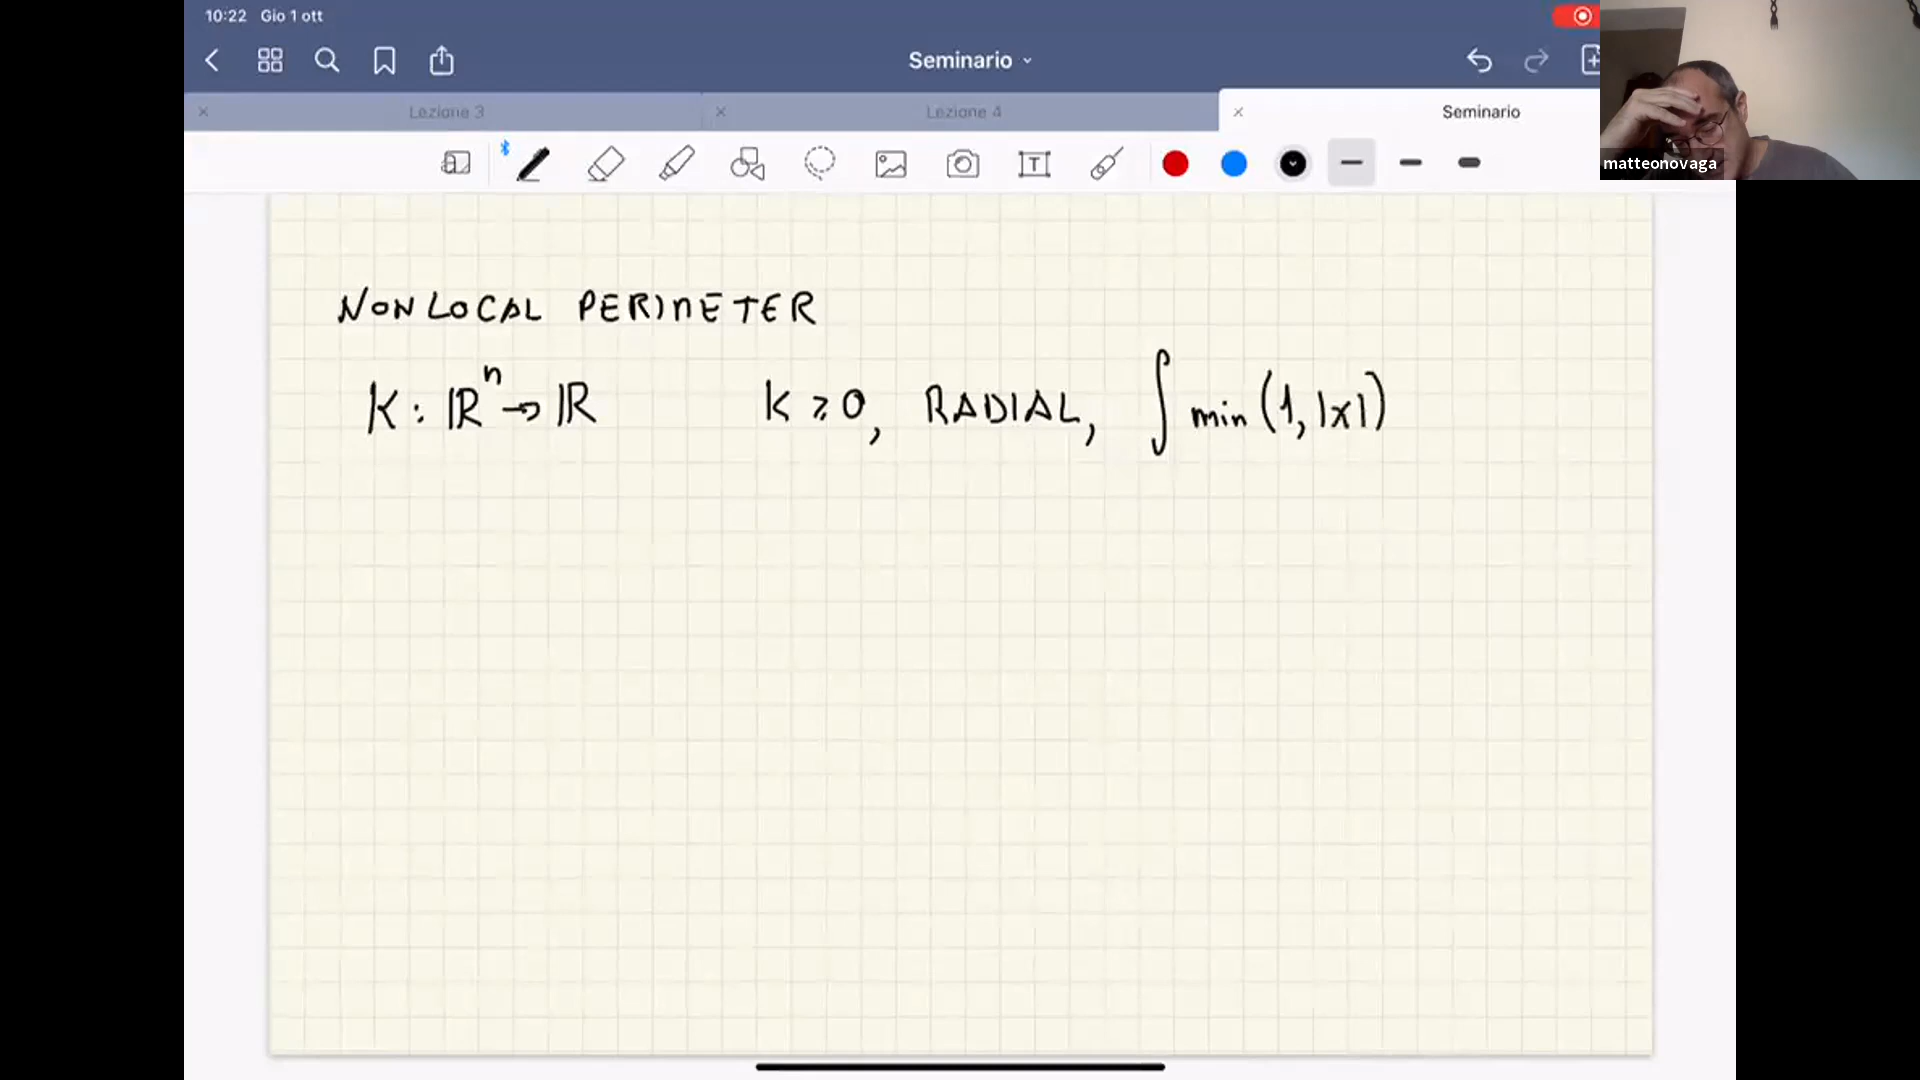 10:22 Gio 1 ott
Seminario
Lezione 3 Lezione 4 Seminario
matteonovaga
NONLOCAL PERIMETER
K : ℝⁿ → ℝ K ≥ 0, RADIAL, ∫ min (1, |x|)